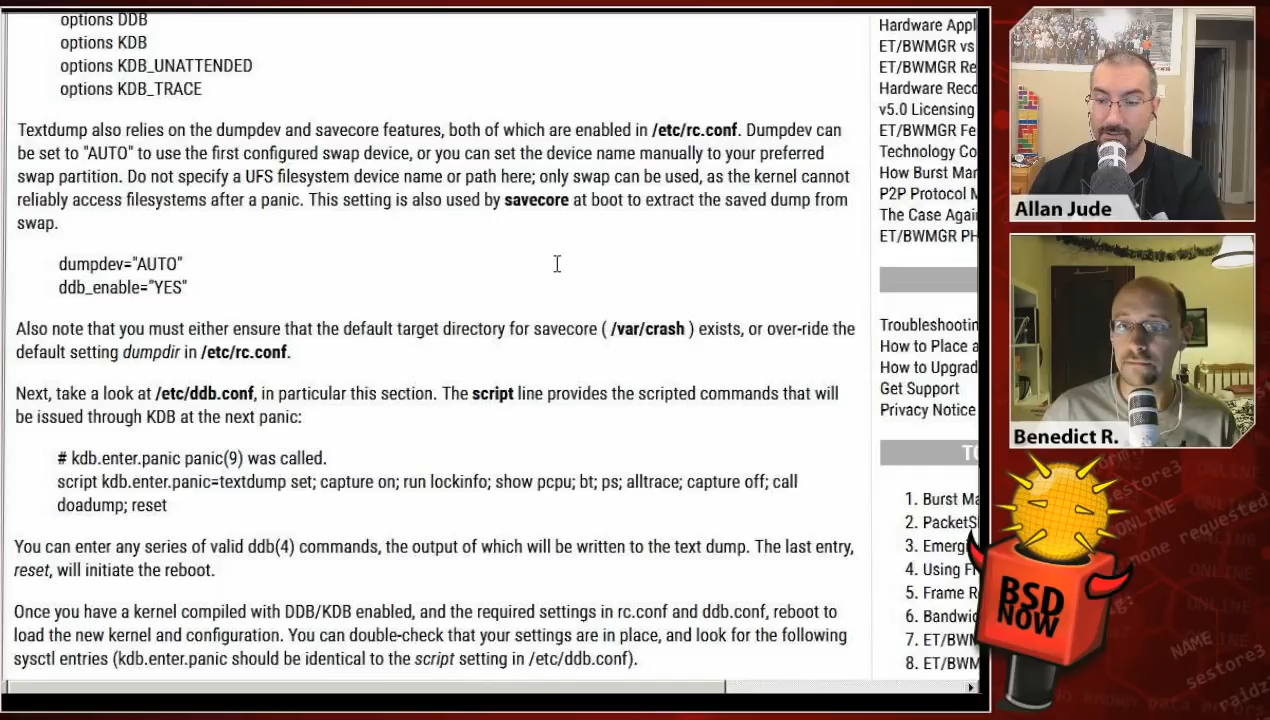 options DDB
options KDB
options KDB_UNATTENDED
options KDB_TRACE
Textdump also relies on the dumpdev and savecore features, both of which are enabled in /etc/rc.conf. Dumpdev can
be set to "AUTO" to use the first configured swap device, or you can set the device name manually to your preferred
swap partition. Do not specify a UFS filesystem device name or path here; only swap can be used, as the kernel cannot
reliably access filesystems after a panic. This setting is also used by savecore at boot to extract the saved dump from
swap.
dumpdev="AUTO"
ddb_enable="YES"
Also note that you must either ensure that the default target directory for savecore ( /var/crash ) exists, or over-ride the
default setting dumpdir in /etc/rc.conf.
Next, take a look at /etc/ddb.conf, in particular this section. The script line provides the scripted commands that will
be issued through KDB at the next panic:
# kdb.enter.panic panic(9) was called.
script kdb.enter.panic=textdump set; capture on; run lockinfo; show pcpu; bt; ps; alltrace; capture off; call
doadump; reset
You can enter any series of valid ddb(4) commands, the output of which will be written to the text dump. The last entry,
reset, will initiate the reboot.
Once you have a kernel compiled with DDB/KDB enabled, and the required settings in rc.conf and ddb.conf, reboot to
load the new kernel and configuration. You can double-check that your settings are in place, and look for the following
sysctl entries (kdb.enter.panic should be identical to the script setting in /etc/ddb.conf).
Hardware Appl
ET/BWMGR vs
ET/BWMGR Re
Hardware Reco
v5.0 Licensing
ET/BWMGR Fe
Technology Co
How Burst Mar
P2P Protocol M
The Case Agai
ET/BWMGR PH
Troubleshootin
How to Place a
How to Upgrad
Get Support
Privacy Notice
TO
1. Burst Ma
2. PacketS
3. Emerg
4. Using F
5. Frame R
6. Bandwid
7. ET/BW
8. ET/BWM
Allan Jude
Benedict R.
BSD
NOW
sestore3
ONLINE
none requested
ONLINE
ONLINE
NAME
sestore3
raidz